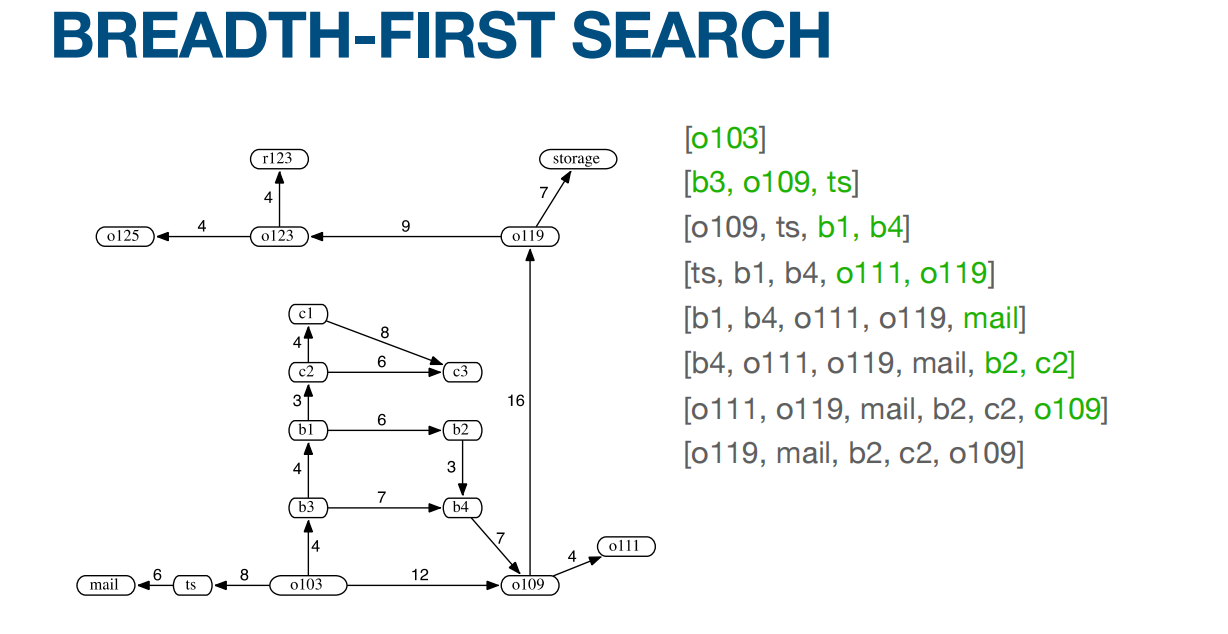 BREADTH-FIRST SEARCH
r123
storage
4
7
o125
4
o123
9
o119
c1
8
4
c2
6
c3
3
16
b1
6
b2
4
3
b3
7
b4
7
4
o111
4
mail
6
ts
8
o103
12
o109
[o103]
[b3, o109, ts]
[o109, ts, b1, b4]
[ts, b1, b4, o111, o119]
[b1, b4, o111, o119, mail]
[b4, o111, o119, mail, b2, c2]
[o111, o119, mail, b2, c2, o109]
[o119, mail, b2, c2, o109]